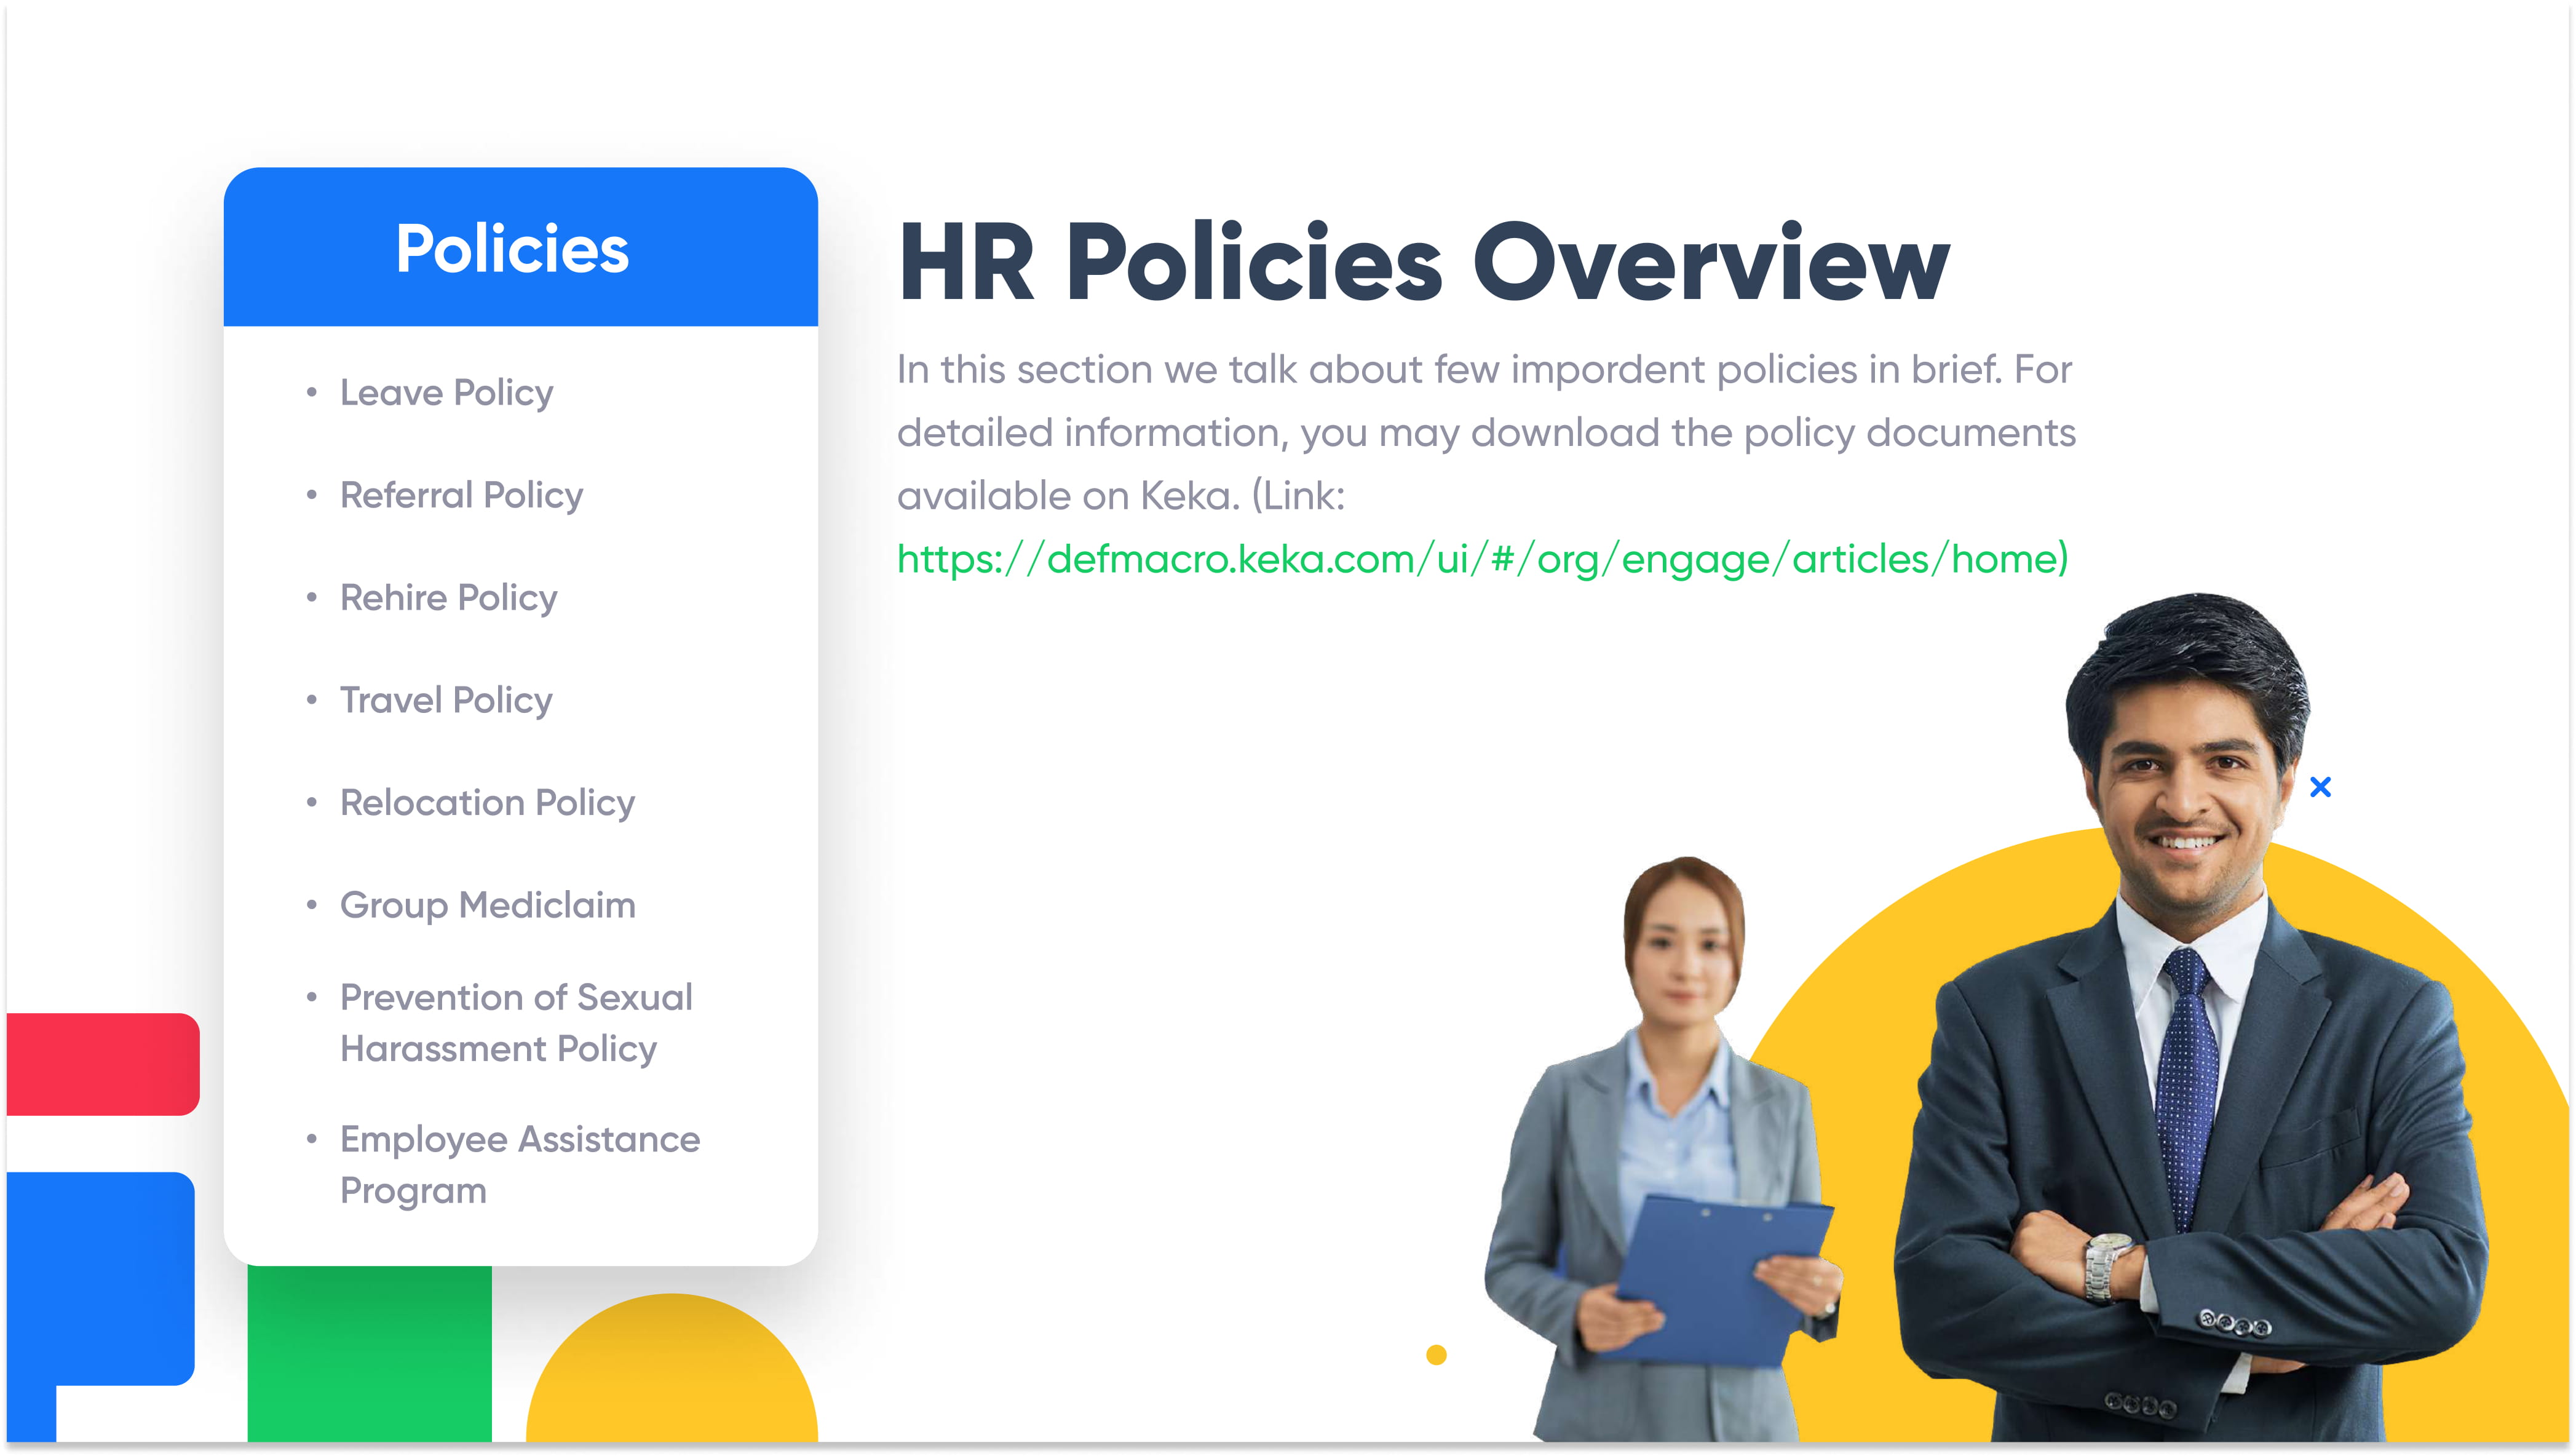 Policies
• Leave Policy
• Referral Policy
• Rehire Policy
• Travel Policy
• Relocation Policy
• Group Mediclaim
• Prevention of Sexual
Harassment Policy
• Employee Assistance
Program
HR Policies Overview
In this section we talk about few impordent policies in brief. For
detailed information, you may download the policy documents
available on Keka. (Link:
https://defmacro.keka.com/ui/#/org/engage/articles/home)